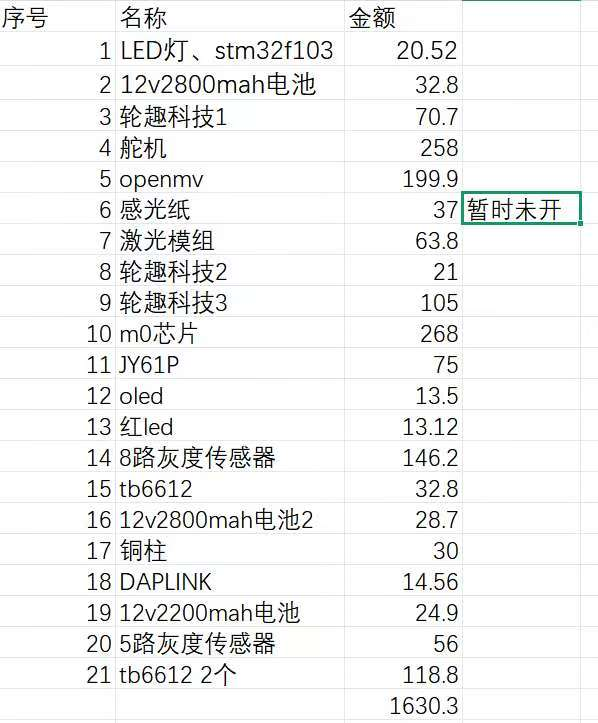 序号 名称 金额
1 LED灯、stm32f103 20.52
2 12v2800mah电池 32.8
3 轮趣科技1 70.7
4 舵机 258
5 openmv 199.9
6 感光纸 37 暂时未开
7 激光模组 63.8
8 轮趣科技2 21
9 轮趣科技3 105
10 m0芯片 268
11 JY61P 75
12 oled 13.5
13 红led 13.12
14 8路灰度传感器 146.2
15 tb6612 32.8
16 12v2800mah电池2 28.7
17 铜柱 30
18 DAPLINK 14.56
19 12v2200mah电池 24.9
20 5路灰度传感器 56
21 tb6612 2个 118.8
1630.3